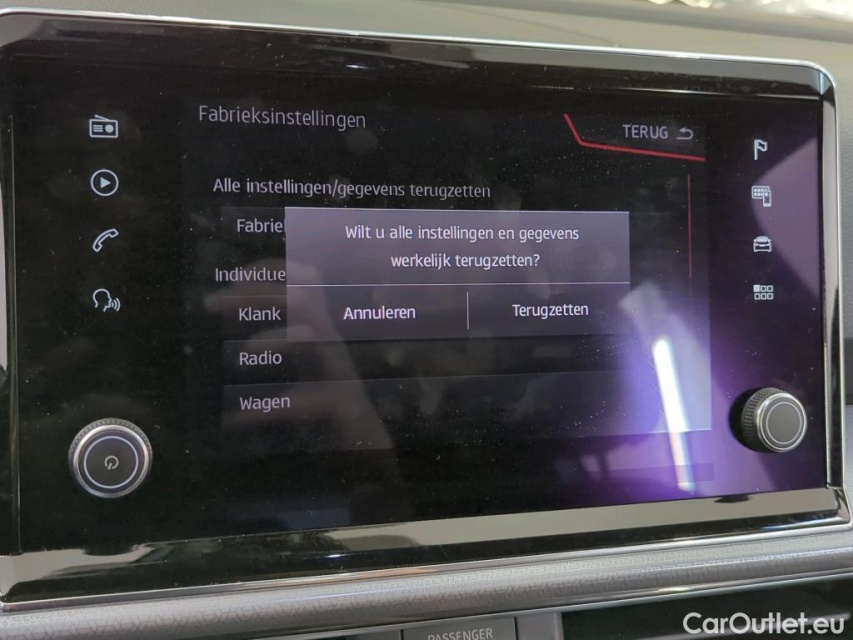 Fabrieksinstellingen
TERUG
Alle instellingen/gegevens terugzetten
Fabrie
Wilt u alle instellingen en gegevens
werkelijk terugzetten?
Individue
Klank
Annuleren
Terugzetten
Radio
Wagen
PASSENGER
CarOutlet.eu